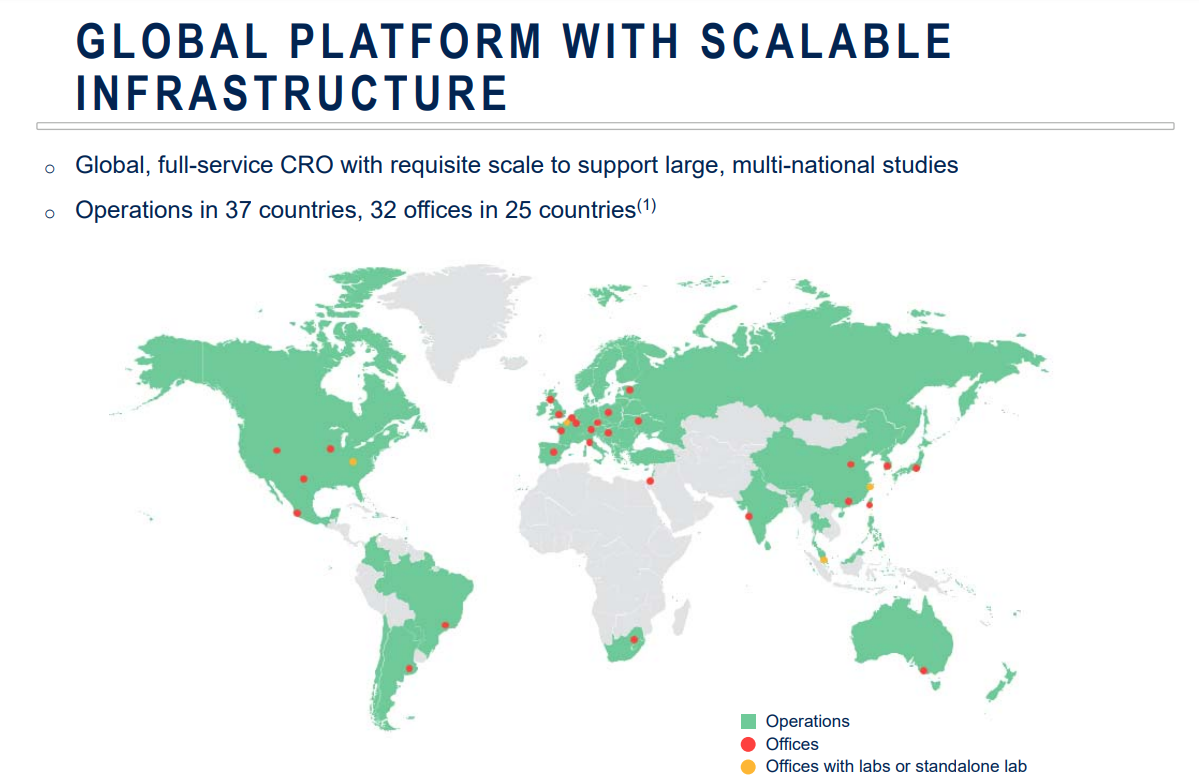 GLOBAL PLATFORM WITH SCALABLE
INFRASTRUCTURE
Global, full-service CRO with requisite scale to support large, multi-national studies
Operations in 37 countries, 32 offices in 25 countries(1)
Operations
Offices
Offices with labs or standalone lab